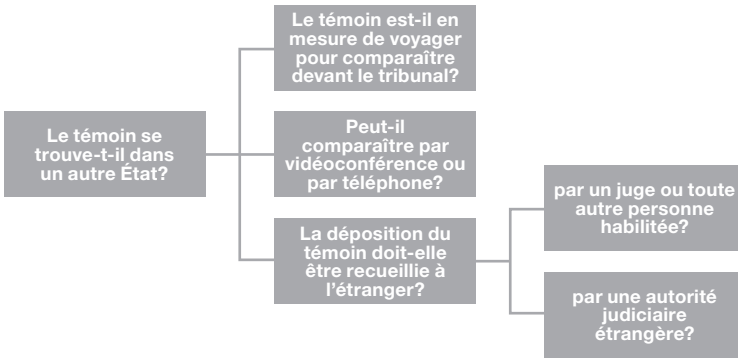 Le témoin se
trouve-t-il dans
un autre État?
Le témoin est-il en
mesure de voyager
pour comparaître
devant le tribunal?
Peut-il
comparaître par
vidéoconférence ou
par téléphone?
La déposition du
témoin doit-elle
être recueillie à
l'étranger?
par un juge ou toute
autre personne
habilitée?
par une autorité
judiciaire
étrangère?